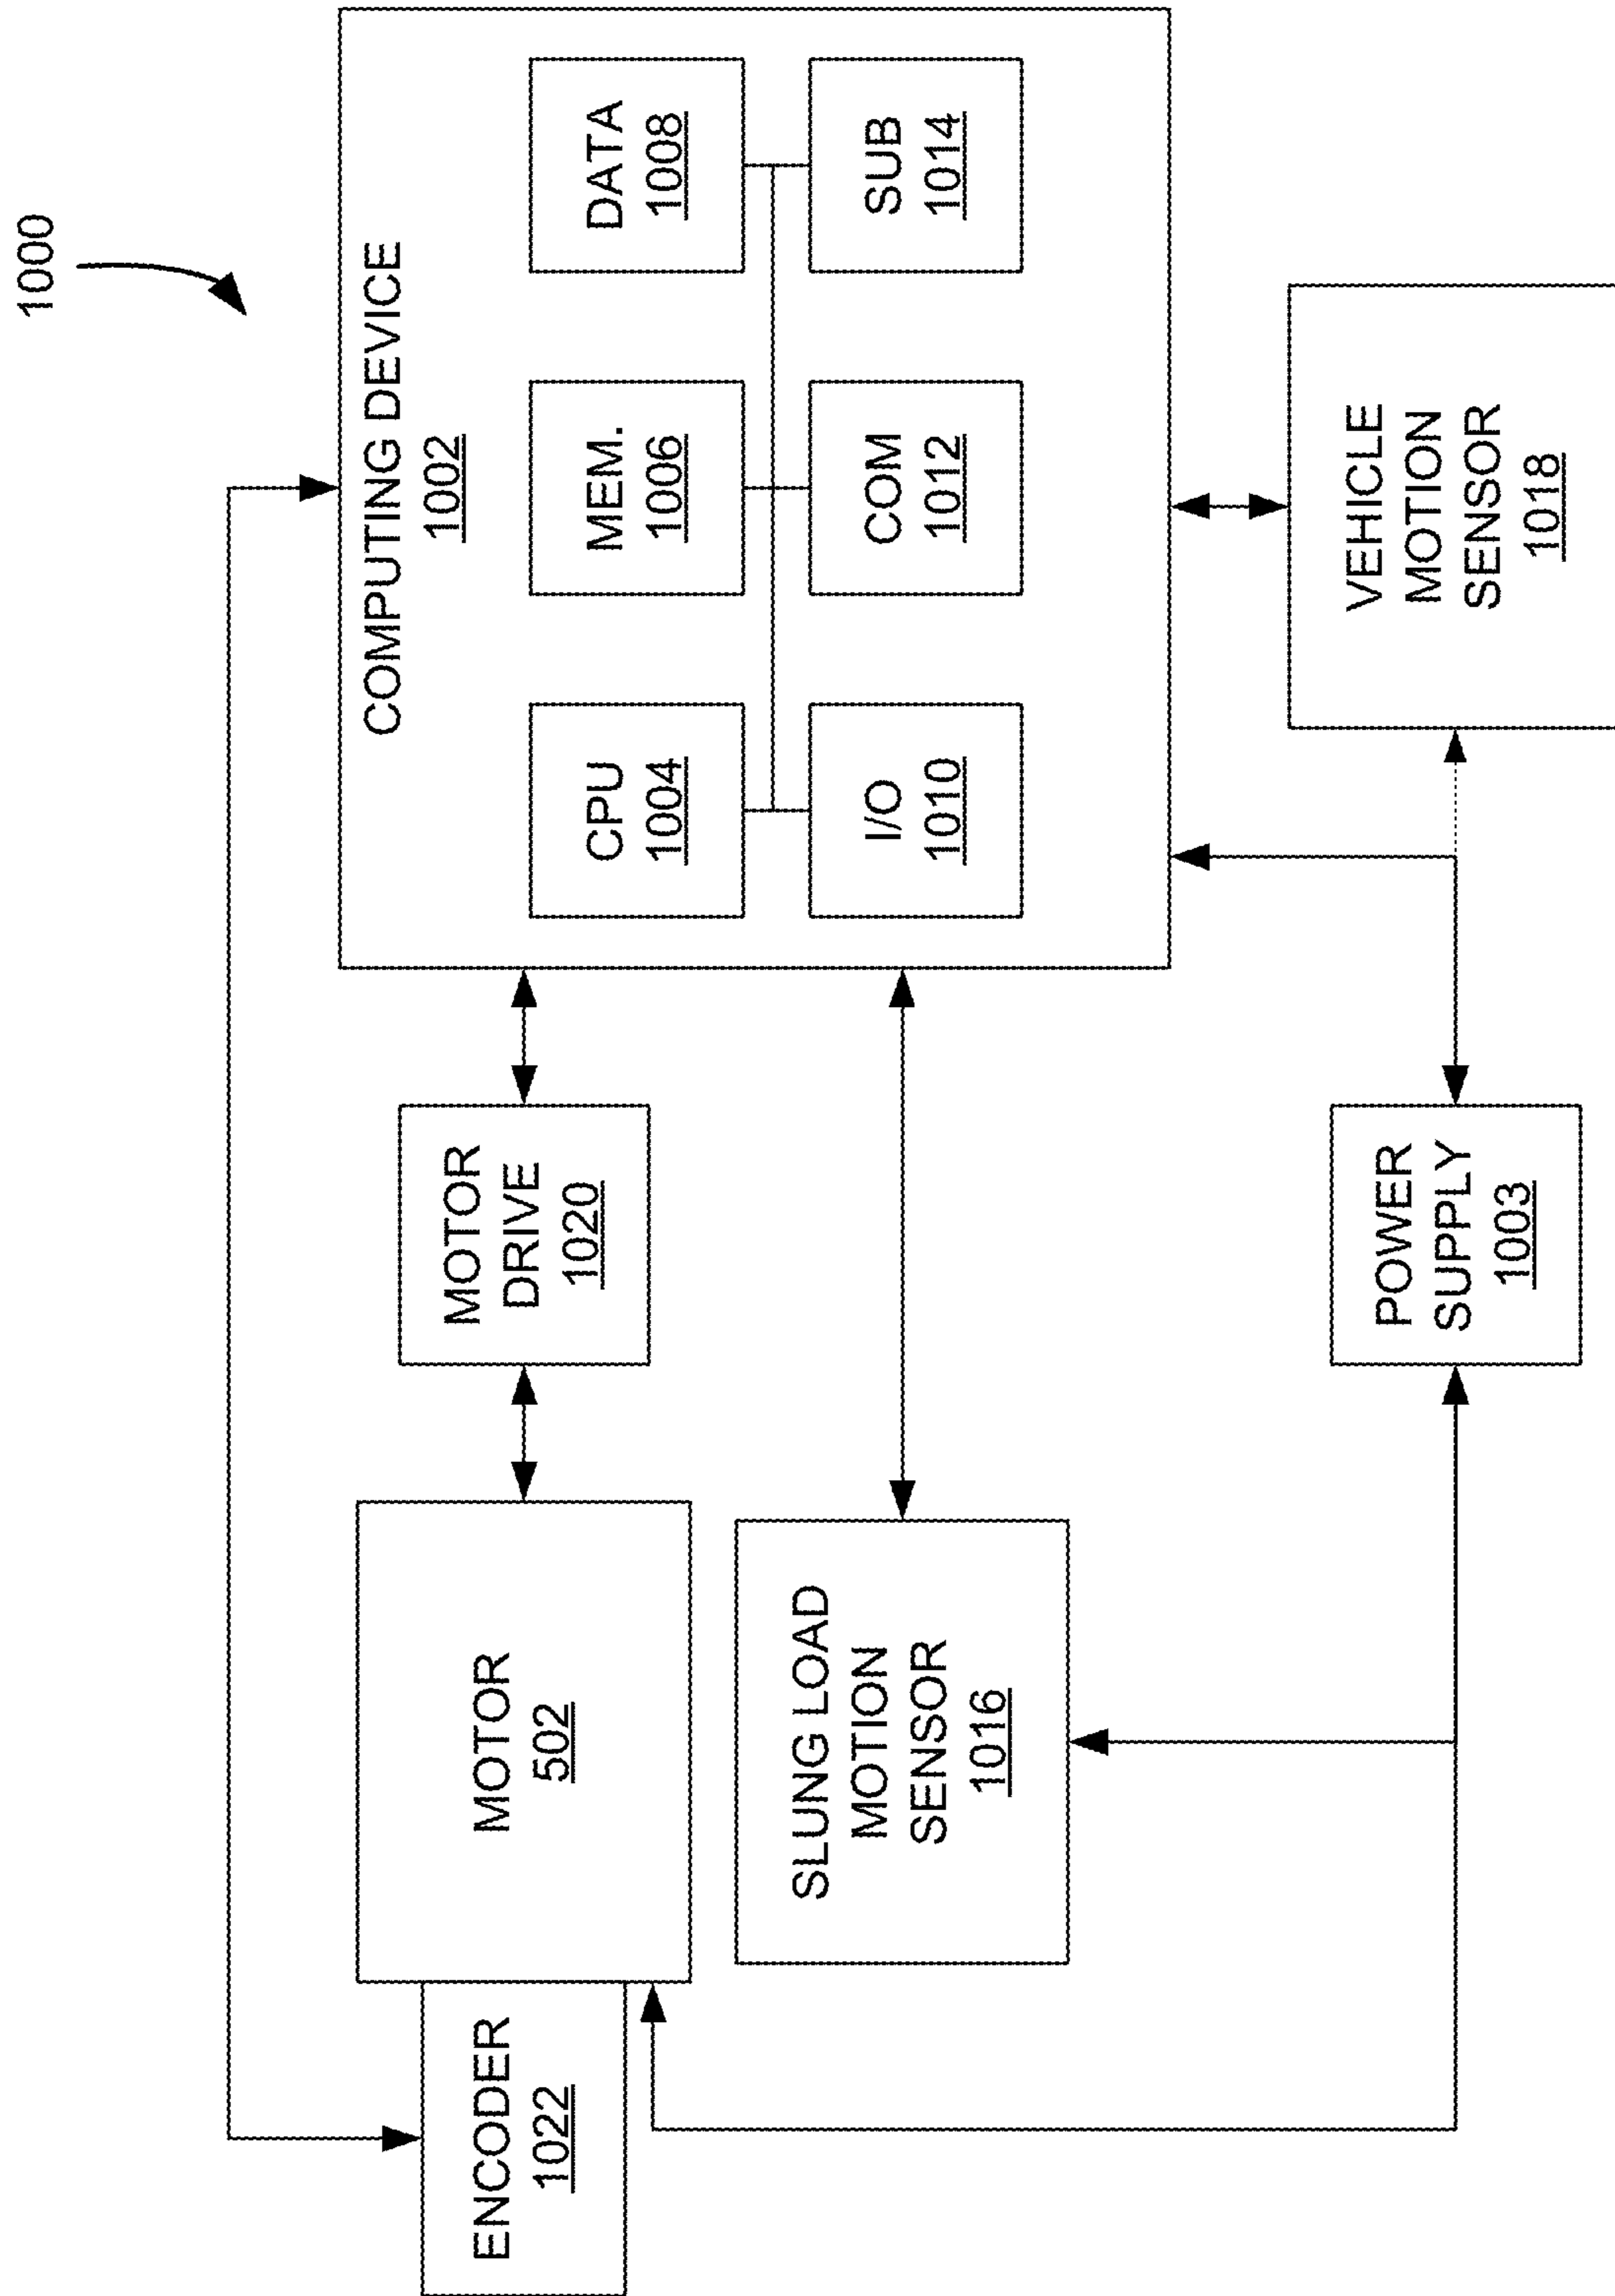 1000
COMPUTING DEVICE
1002
CPU
1004
MEM.
1006
DATA
1008
I/O
1010
COM
1012
SUB
1014
ENCODER
1022
MOTOR
502
MOTOR
DRIVE
1020
SLUNG LOAD
MOTION
SENSOR
1016
POWER
SUPPLY
1003
VEHICLE
MOTION
SENSOR
1018